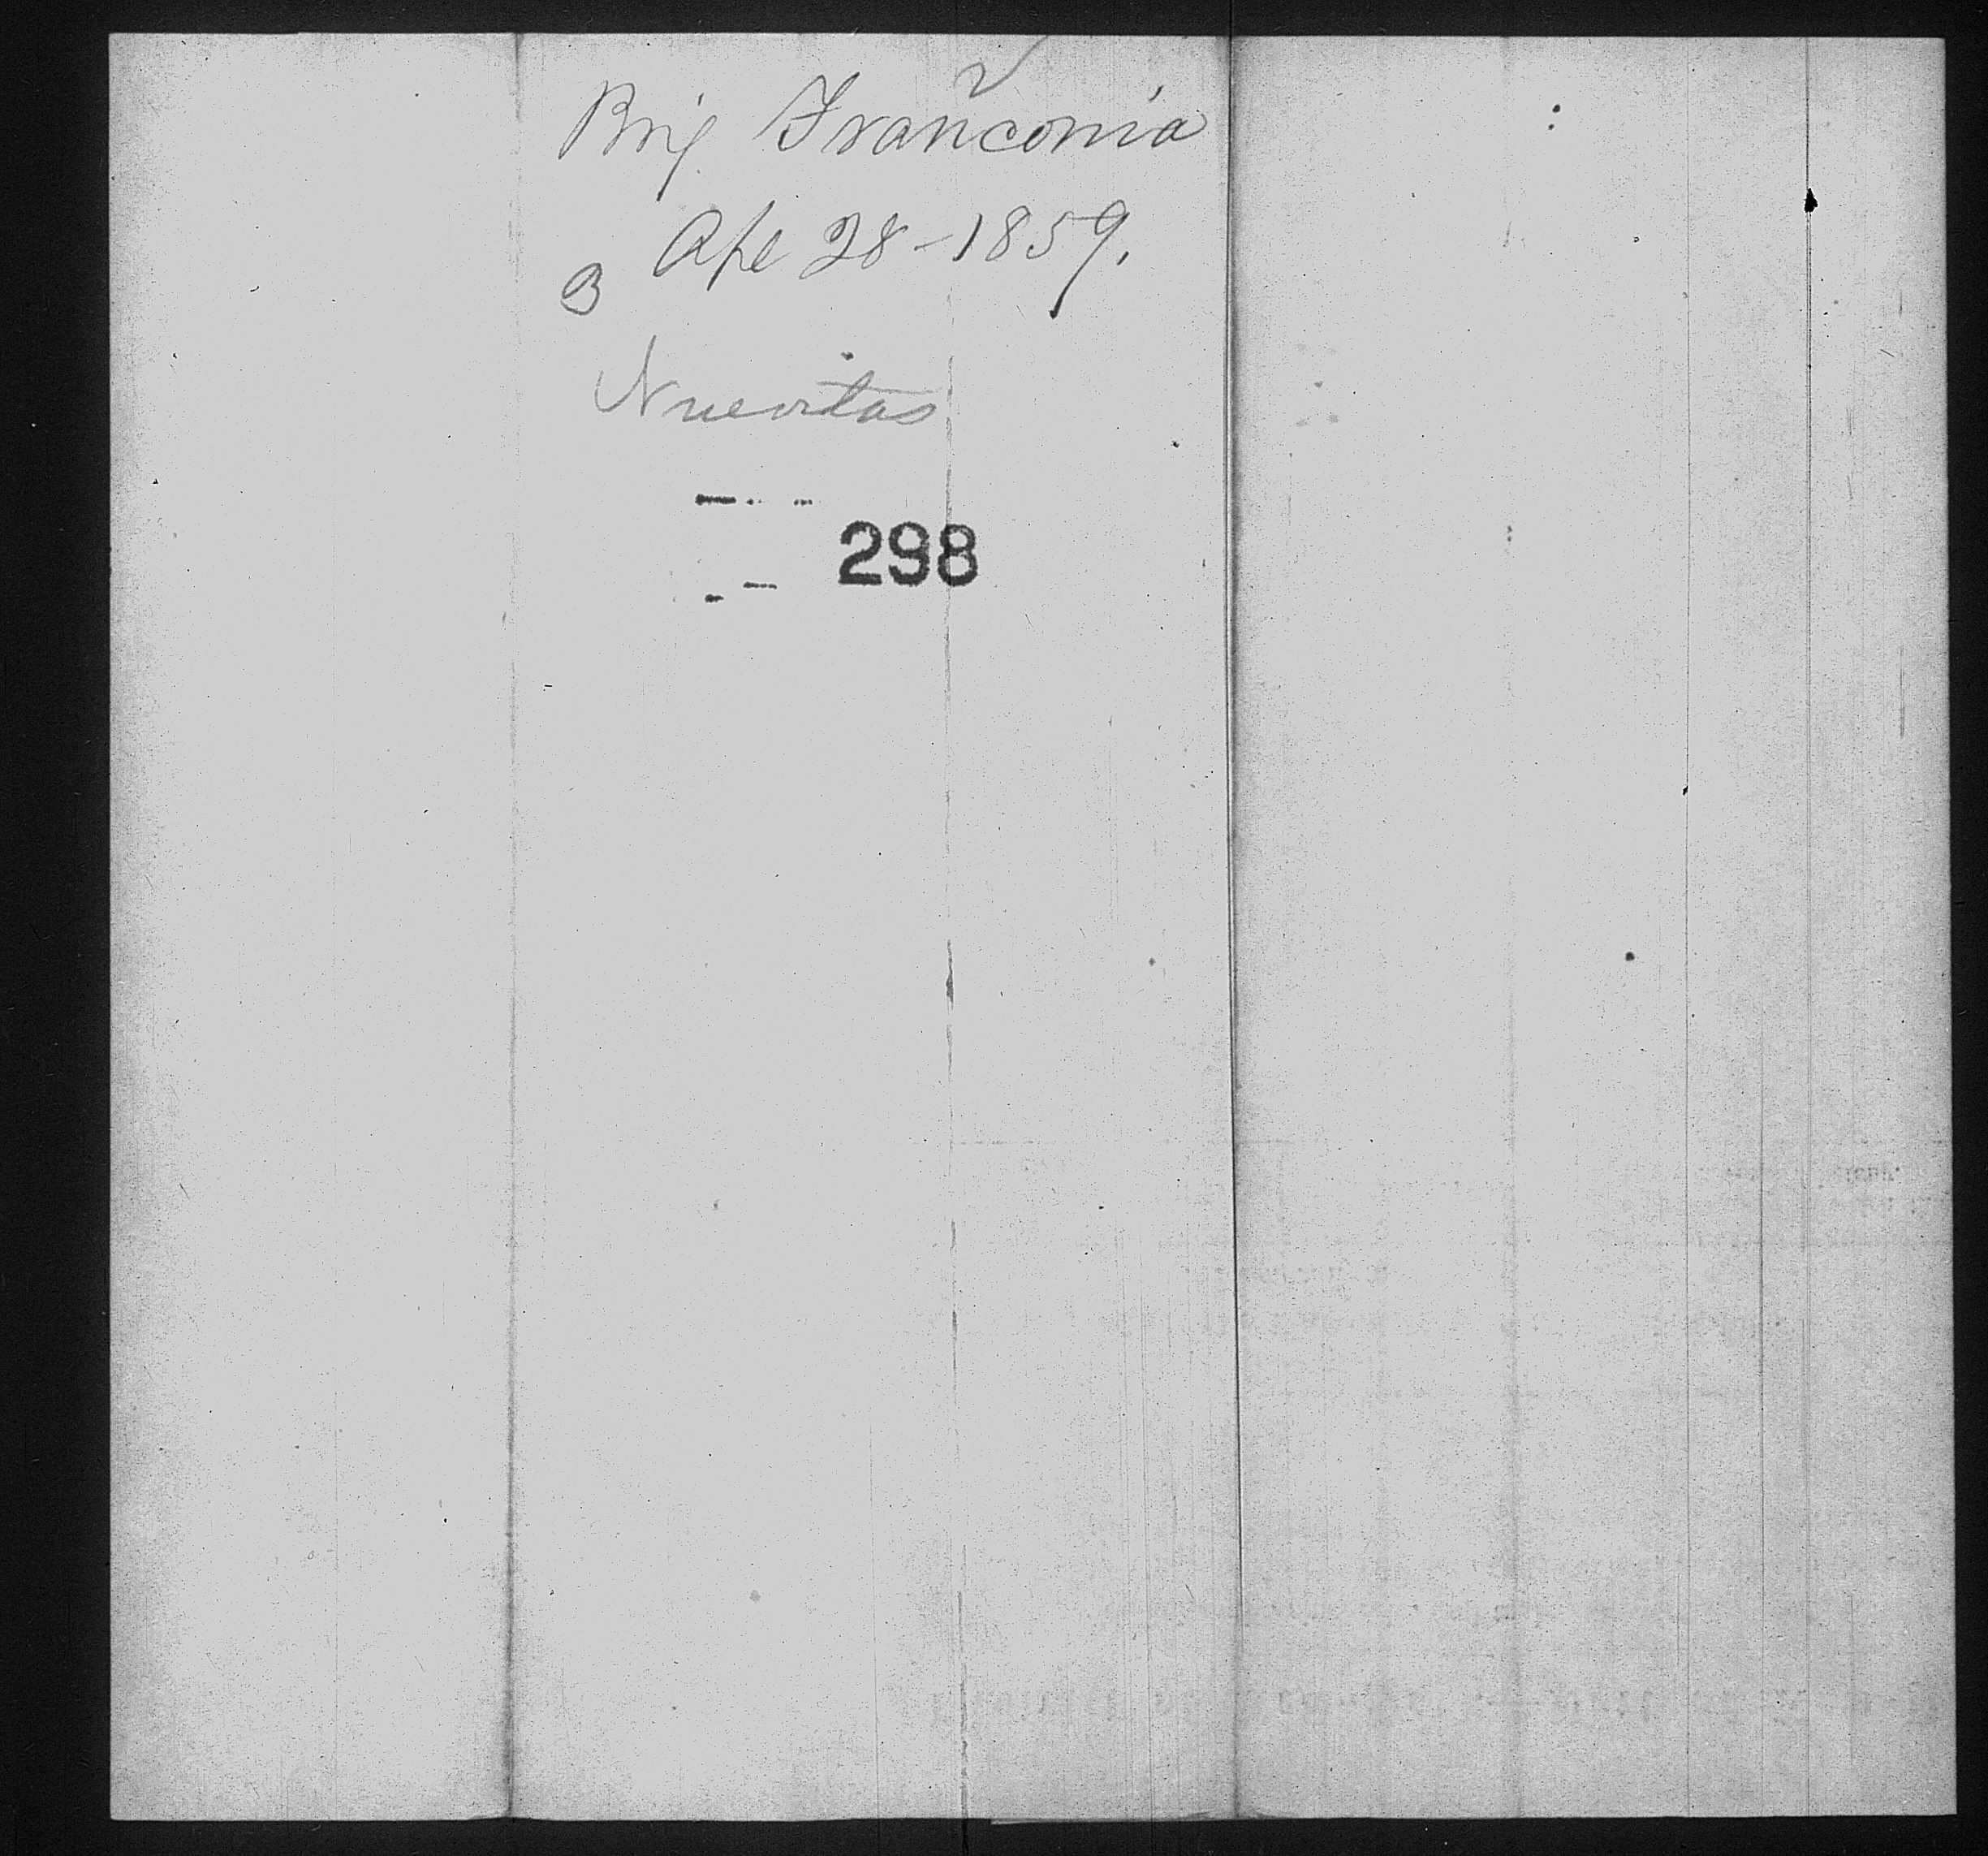 Brig Franconia
Apl 28-1859.
3
Nuevitas
298